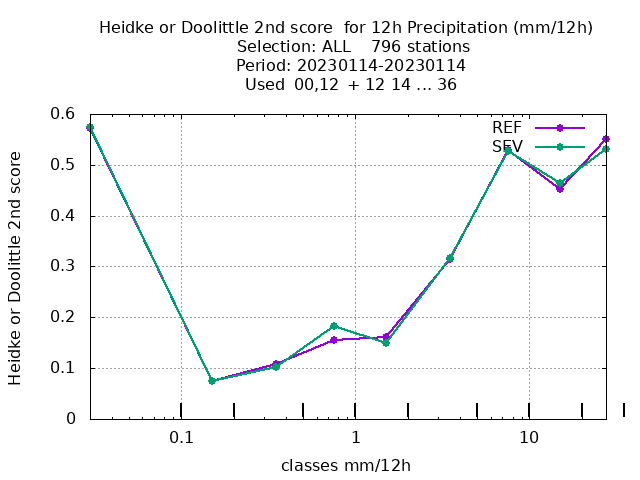 Heidke or Doolittle 2nd score  for 12h Precipitation (mm/12h)
Selection: ALL    796 stations
Period: 20230114-20230114
Used  00,12  + 12 14 ... 36
REF
SFV
Heidke or Doolittle 2nd score
0.6
0.5
0.4
0.3
0.2
0.1
0
0.1
1
10
classes mm/12h